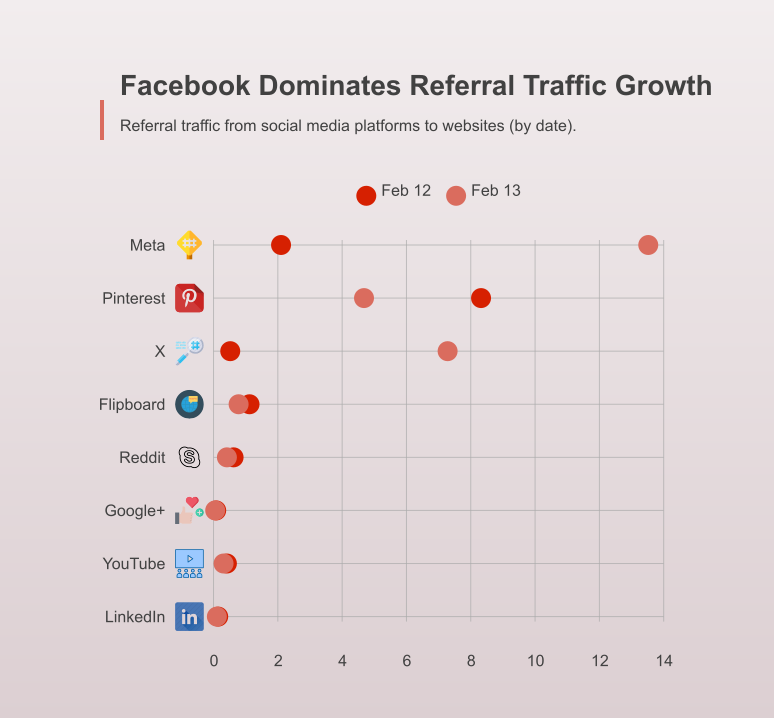 Facebook Dominates Referral Traffic Growth
Referral traffic from social media platforms to websites (by date).
Feb 12 Feb 13
Meta
Pinterest
X
Flipboard
Reddit
S
Google+
YouTube
LinkedIn in
0 2 4 6 8 10 12 14